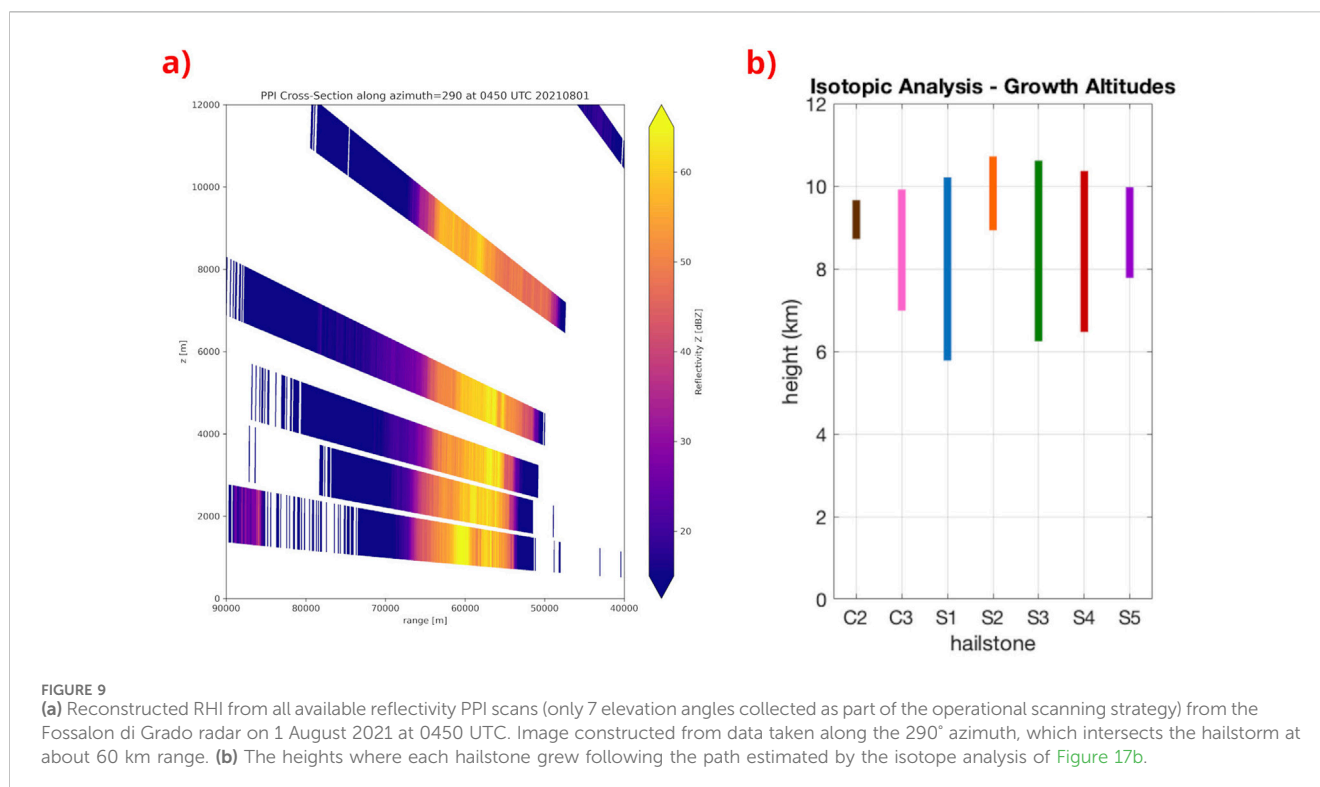 a)
PPI Cross-Section along azimuth=290 at 0450 UTC 20210801
12000
10000
8000
6000
4000
2000
0
z [m]
90000 80000 70000 60000 50000 40000
range [m]
60
50
40
30
20
Reflectivity Z [dBZ]
b)
Isotopic Analysis - Growth Altitudes
12
10
8
6
4
2
0
height (km)
C2 C3 S1 S2 S3 S4 S5
hailstone
FIGURE 9
(a) Reconstructed RHI from all available reflectivity PPI scans (only 7 elevation angles collected as part of the operational scanning strategy) from the
Fossalon di Grado radar on 1 August 2021 at 0450 UTC. Image constructed from data taken along the 290° azimuth, which intersects the hailstorm at
about 60 km range. (b) The heights where each hailstone grew following the path estimated by the isotope analysis of Figure 17b.